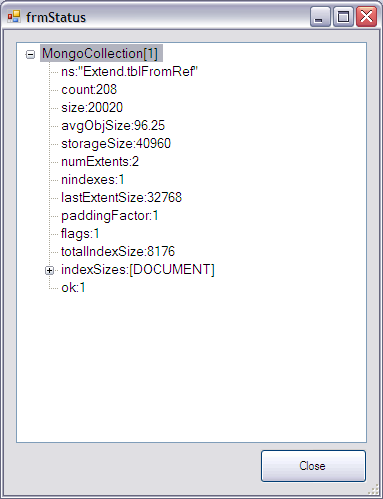 frmStatus
MongoCollection[1]
ns:"Extend.tblFromRef"
count:208
size:20020
avgObjSize:96.25
storageSize:40960
numExtents:2
nindexes:1
lastExtentSize:32768
paddingFactor:1
flags:1
totalIndexSize:8176
indexSizes:[DOCUMENT]
ok:1
Close